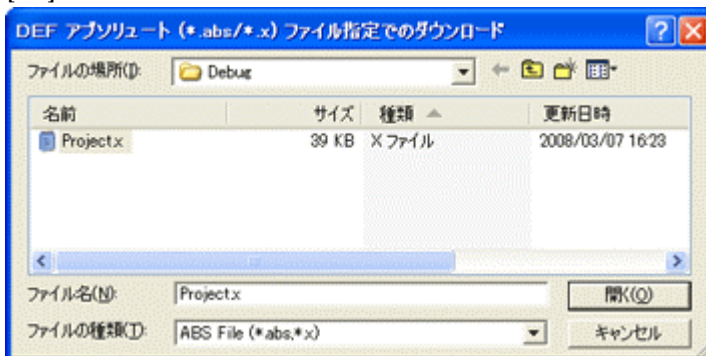 DEF アブソリュート (*.abs/*.x) ファイル指定でのダウンロード
ファイルの場所(I):
Debug
名前 サイズ 種類 更新日時
Project.x 39 KB X ファイル 2008/03/07 16:23
ファイル名(N):
Project.x
開く(O)
ファイルの種類(T):
ABS File (*.abs,*.x)
キャンセル